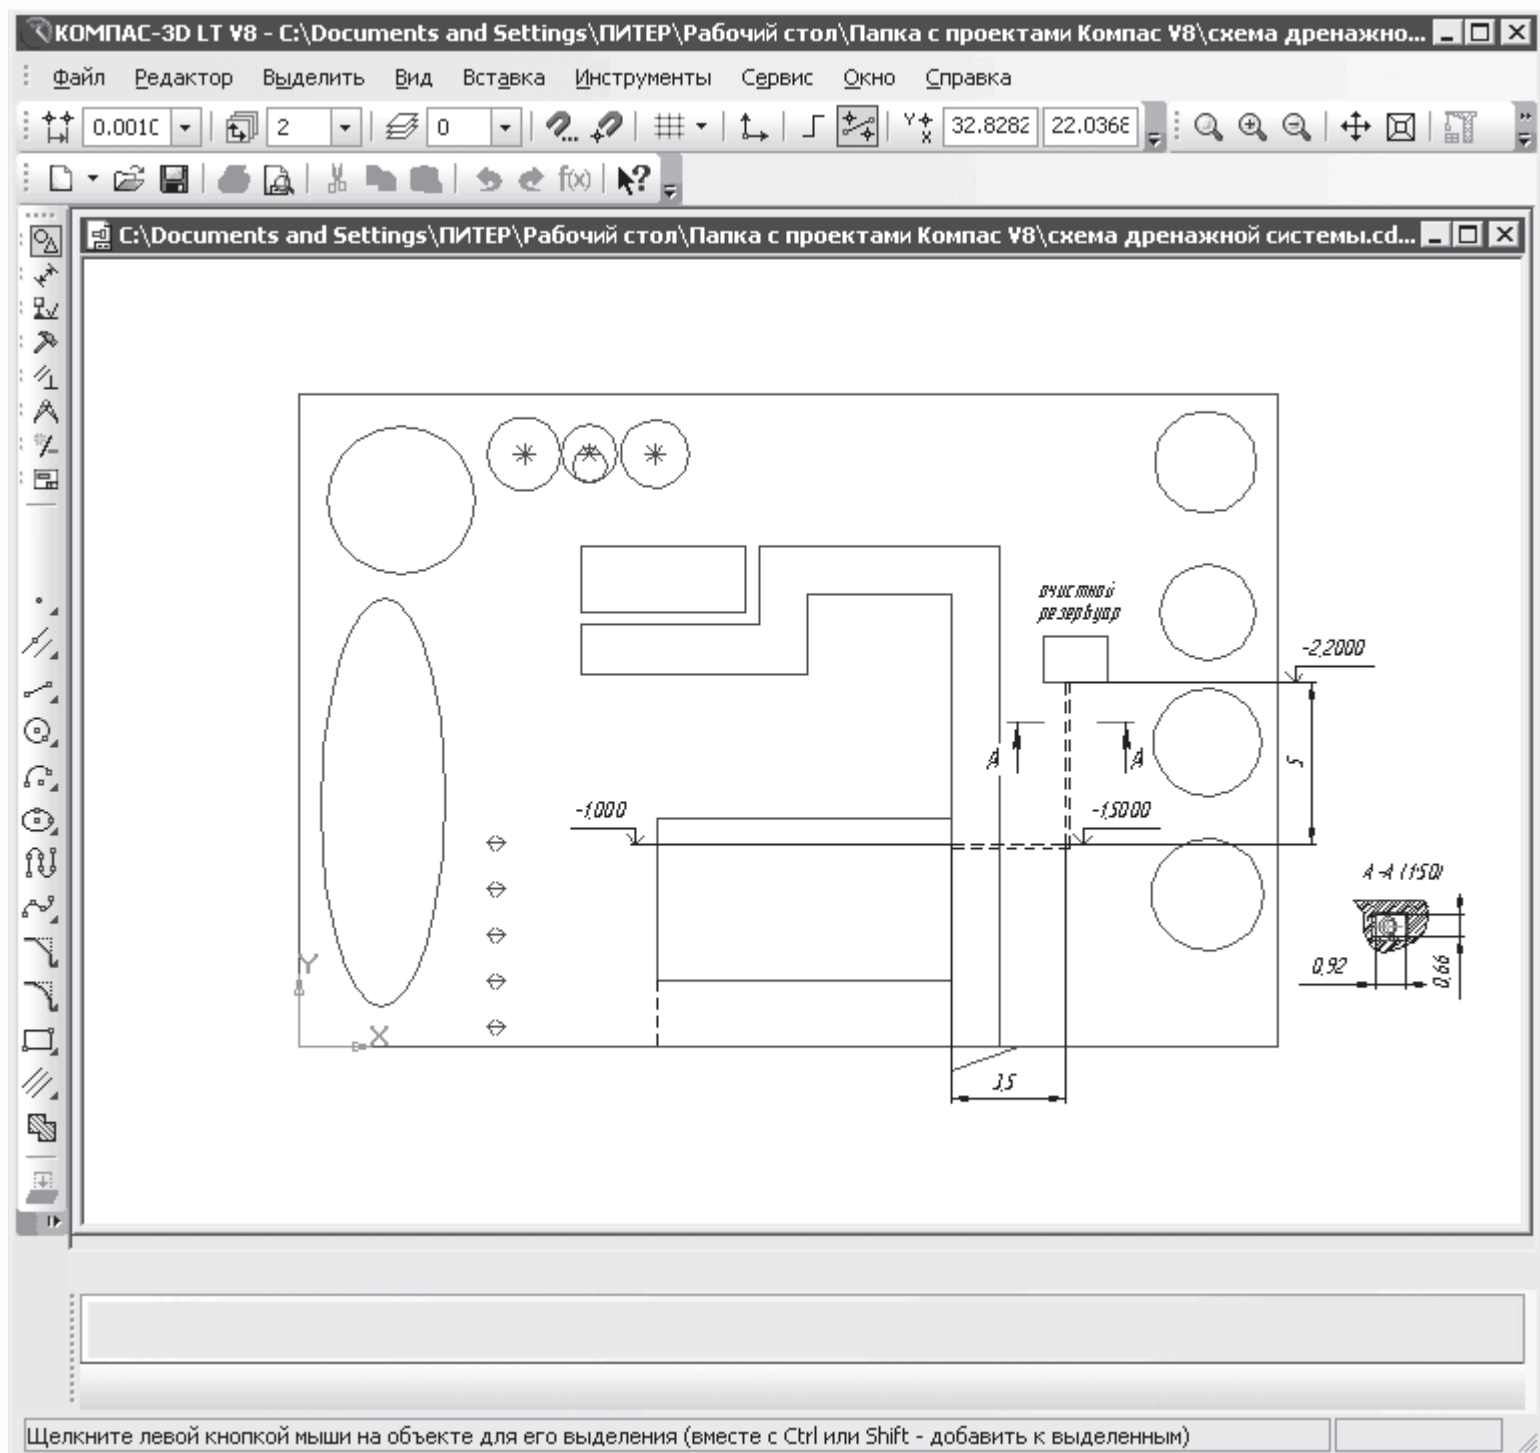 КОМПАС-3D LT V8 - C:\Documents and Settings\ПИТЕР\Рабочий стол\Папка с проектами Компас V8\схема дренажно...
Файл Редактор Выделить Вид Вставка Инструменты Сервис Окно Справка
0.0010 2 0 Y X 32.8282 22.0368
f(x)
C:\Documents and Settings\ПИТЕР\Рабочий стол\Папка с проектами Компас V8\схема дренажной системы.cd...
очистной
резервуар
-2,2000
А А
5
-1,000
-1,5000
А-А (1:50)
0,92
0,66
Y
X
3,5
Щелкните левой кнопкой мыши на объекте для его выделения (вместе с Ctrl или Shift - добавить к выделенным)